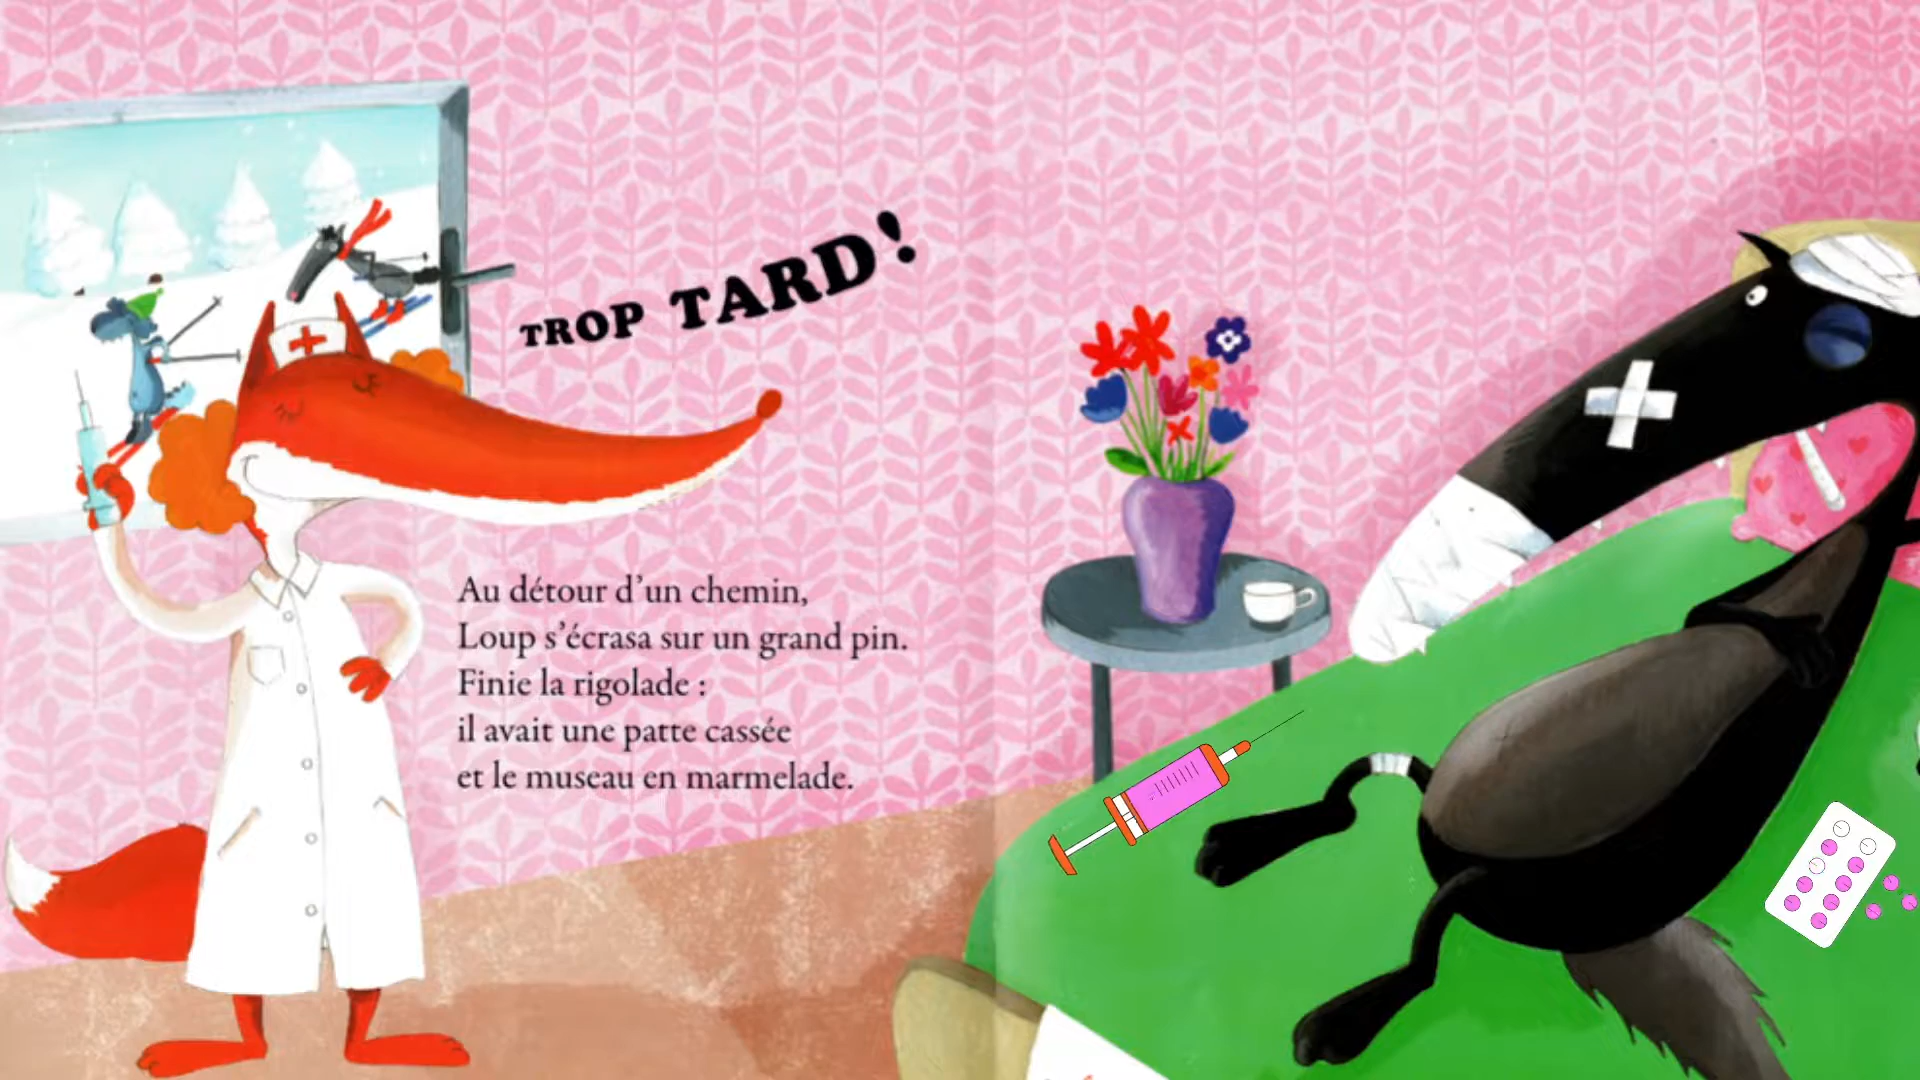 TROP TARD!
Au détour d'un chemin,
Loup s'écrasa sur un grand pin.
Finie la rigolade :
il avait une patte cassée
et le museau en marmelade.